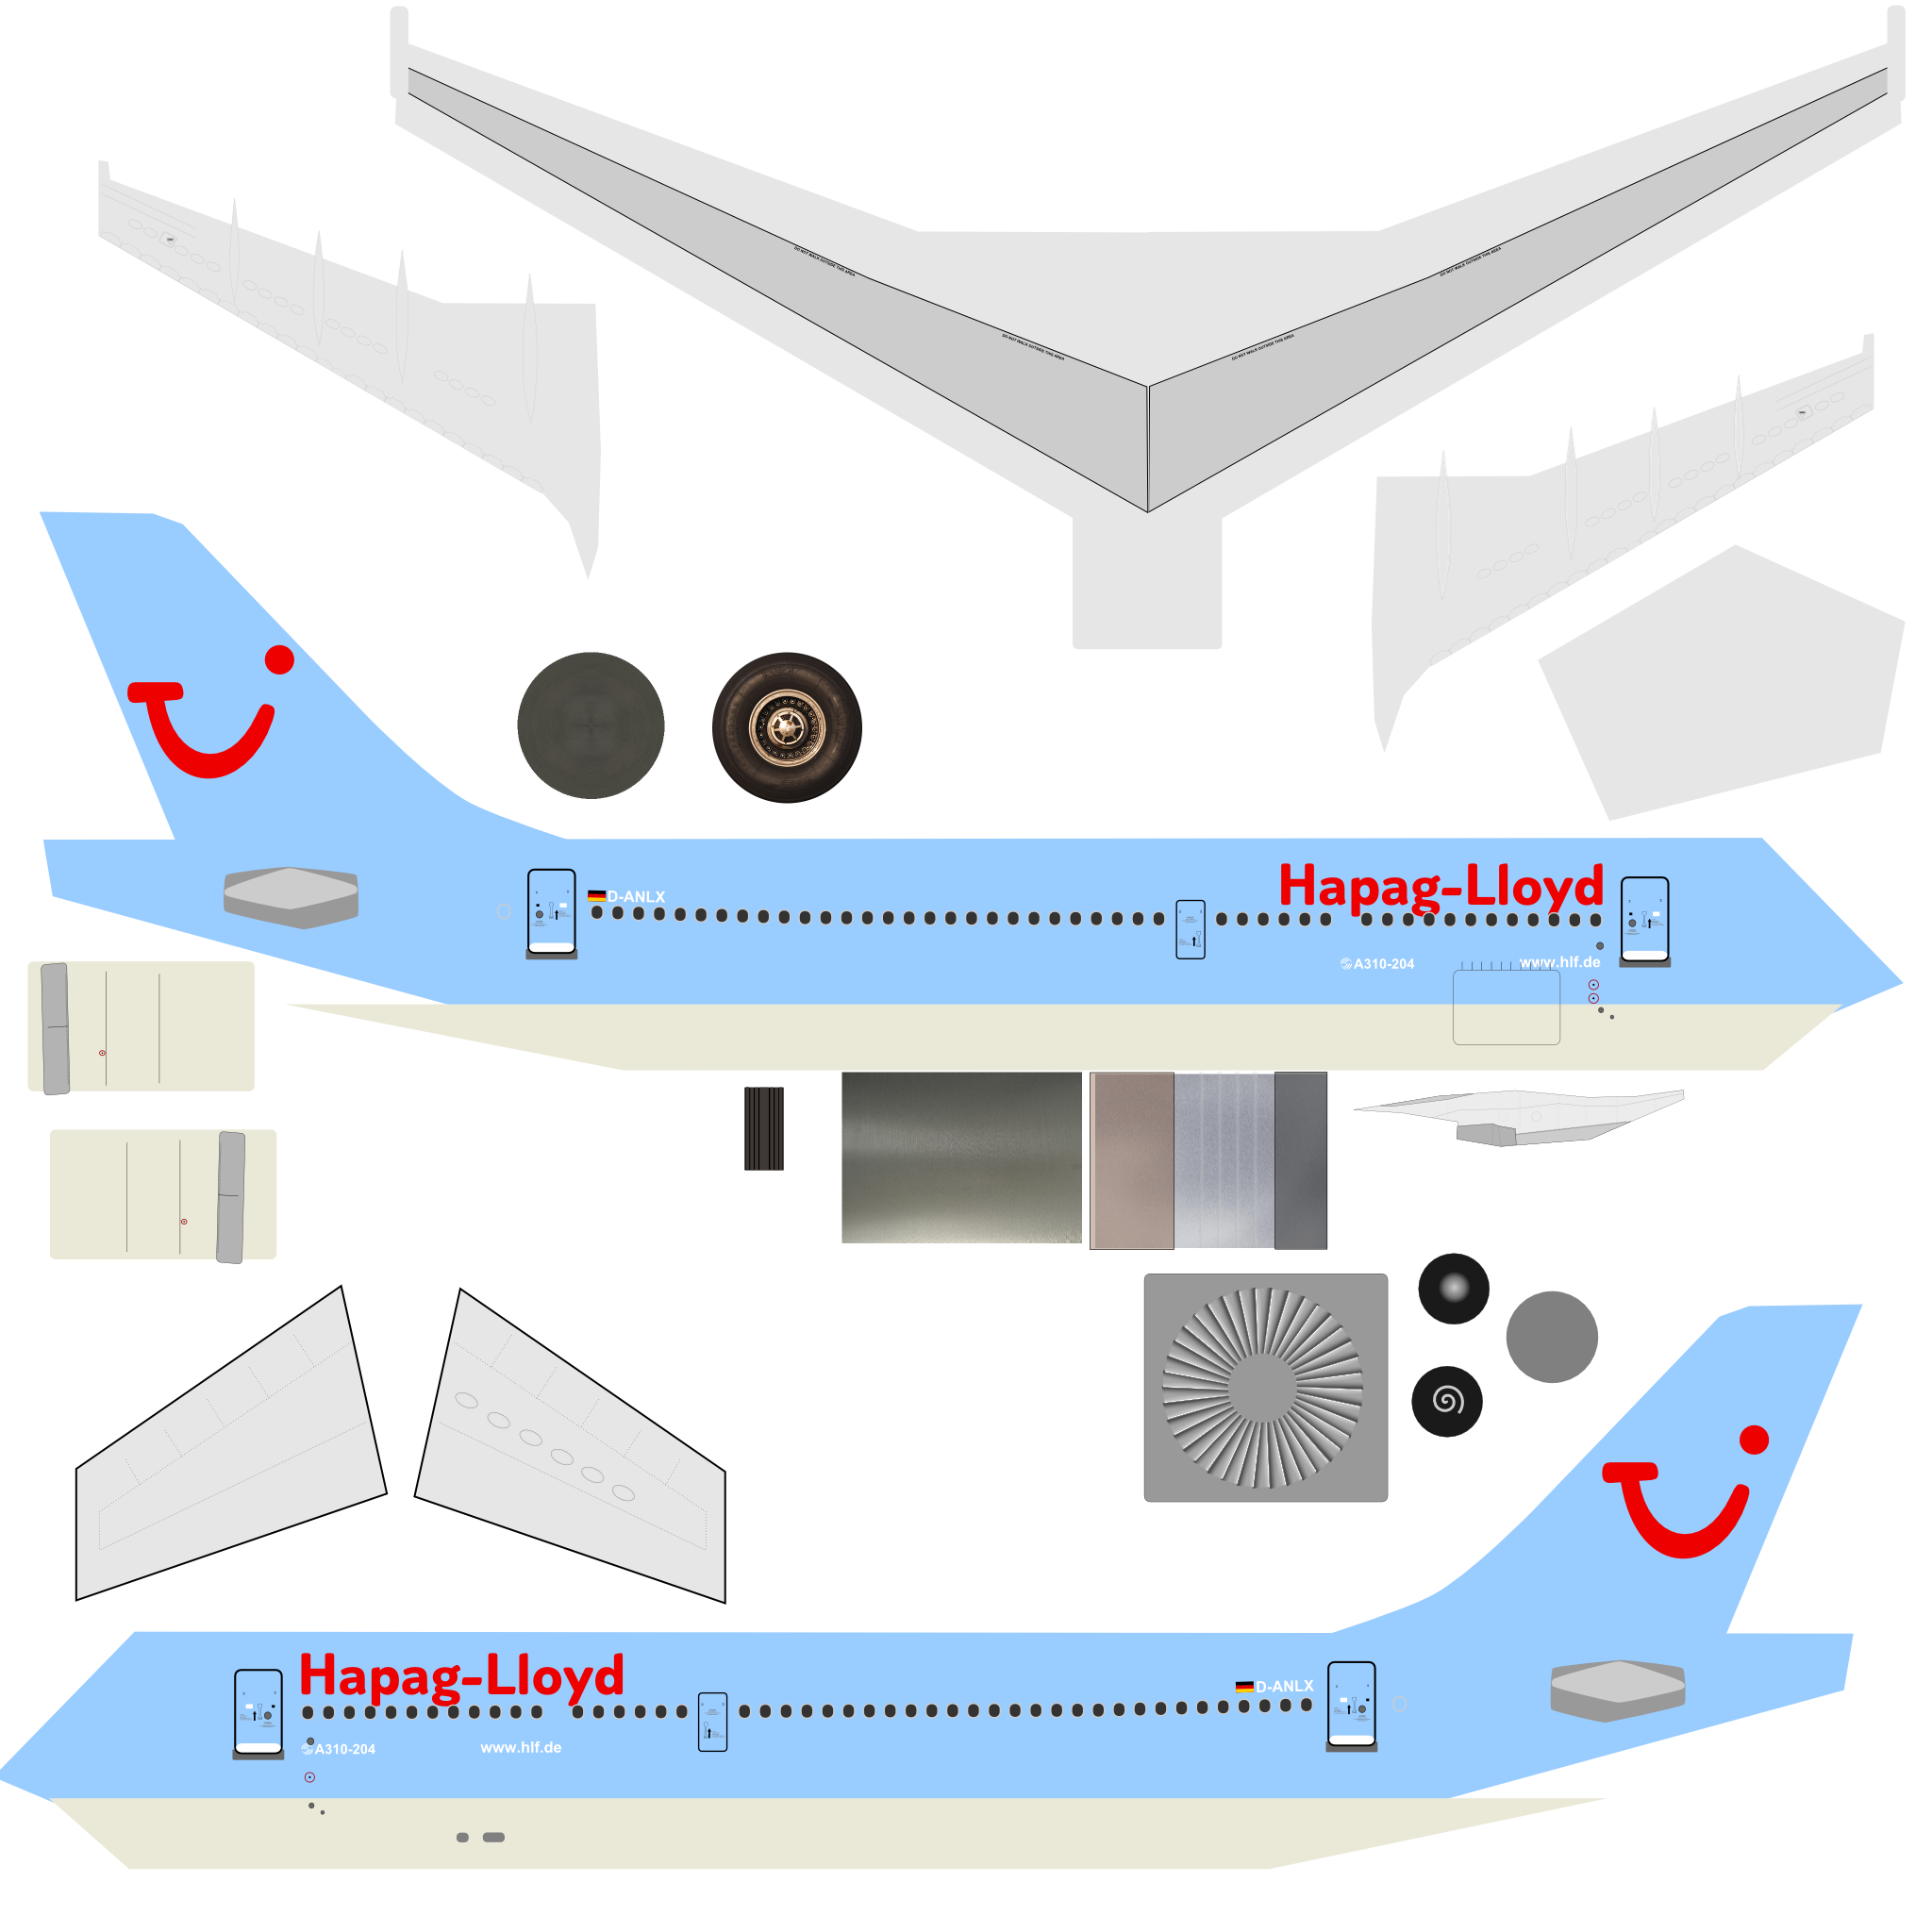 DO NOT WALK OUTSIDE THIS AREA
DO NOT WALK OUTSIDE THIS AREA
DO NOT WALK OUTSIDE THIS AREA
DO NOT WALK OUTSIDE THIS AREA
Hapag-Lloyd
D-ANLX
A310-204
www.hlf.de
Hapag-Lloyd
D-ANLX
A310-204
www.hlf.de